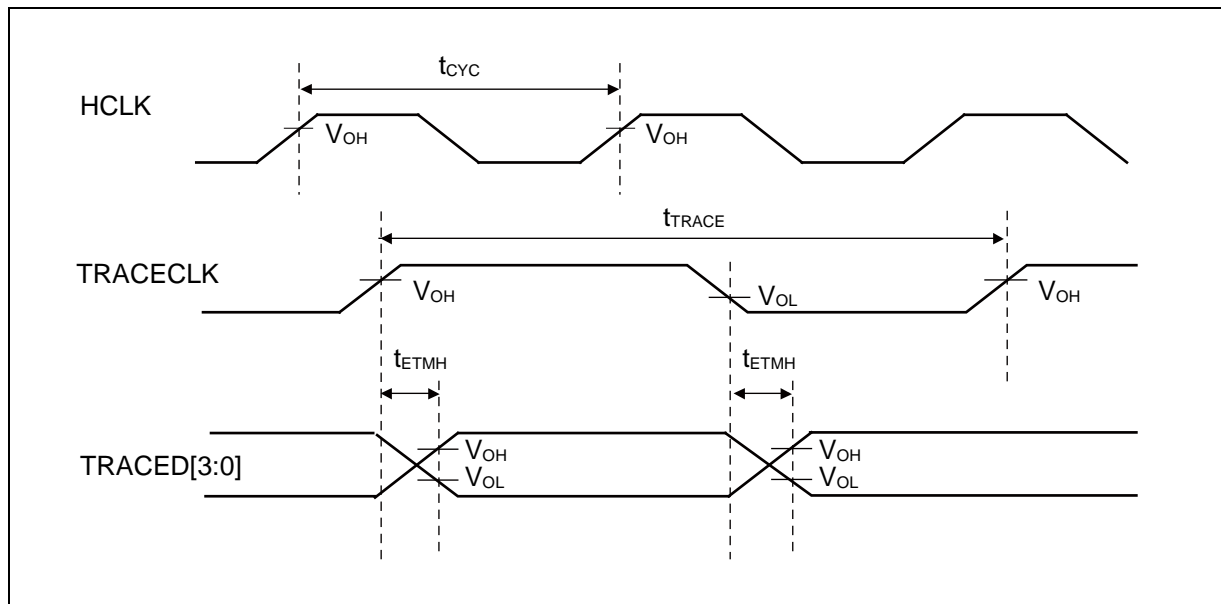 tCYC
HCLK
VOH
VOH
tTRACE
TRACECLK
VOH
VOL
VOH
tETMH
tETMH
TRACED[3:0]
VOH
VOL
VOH
VOL